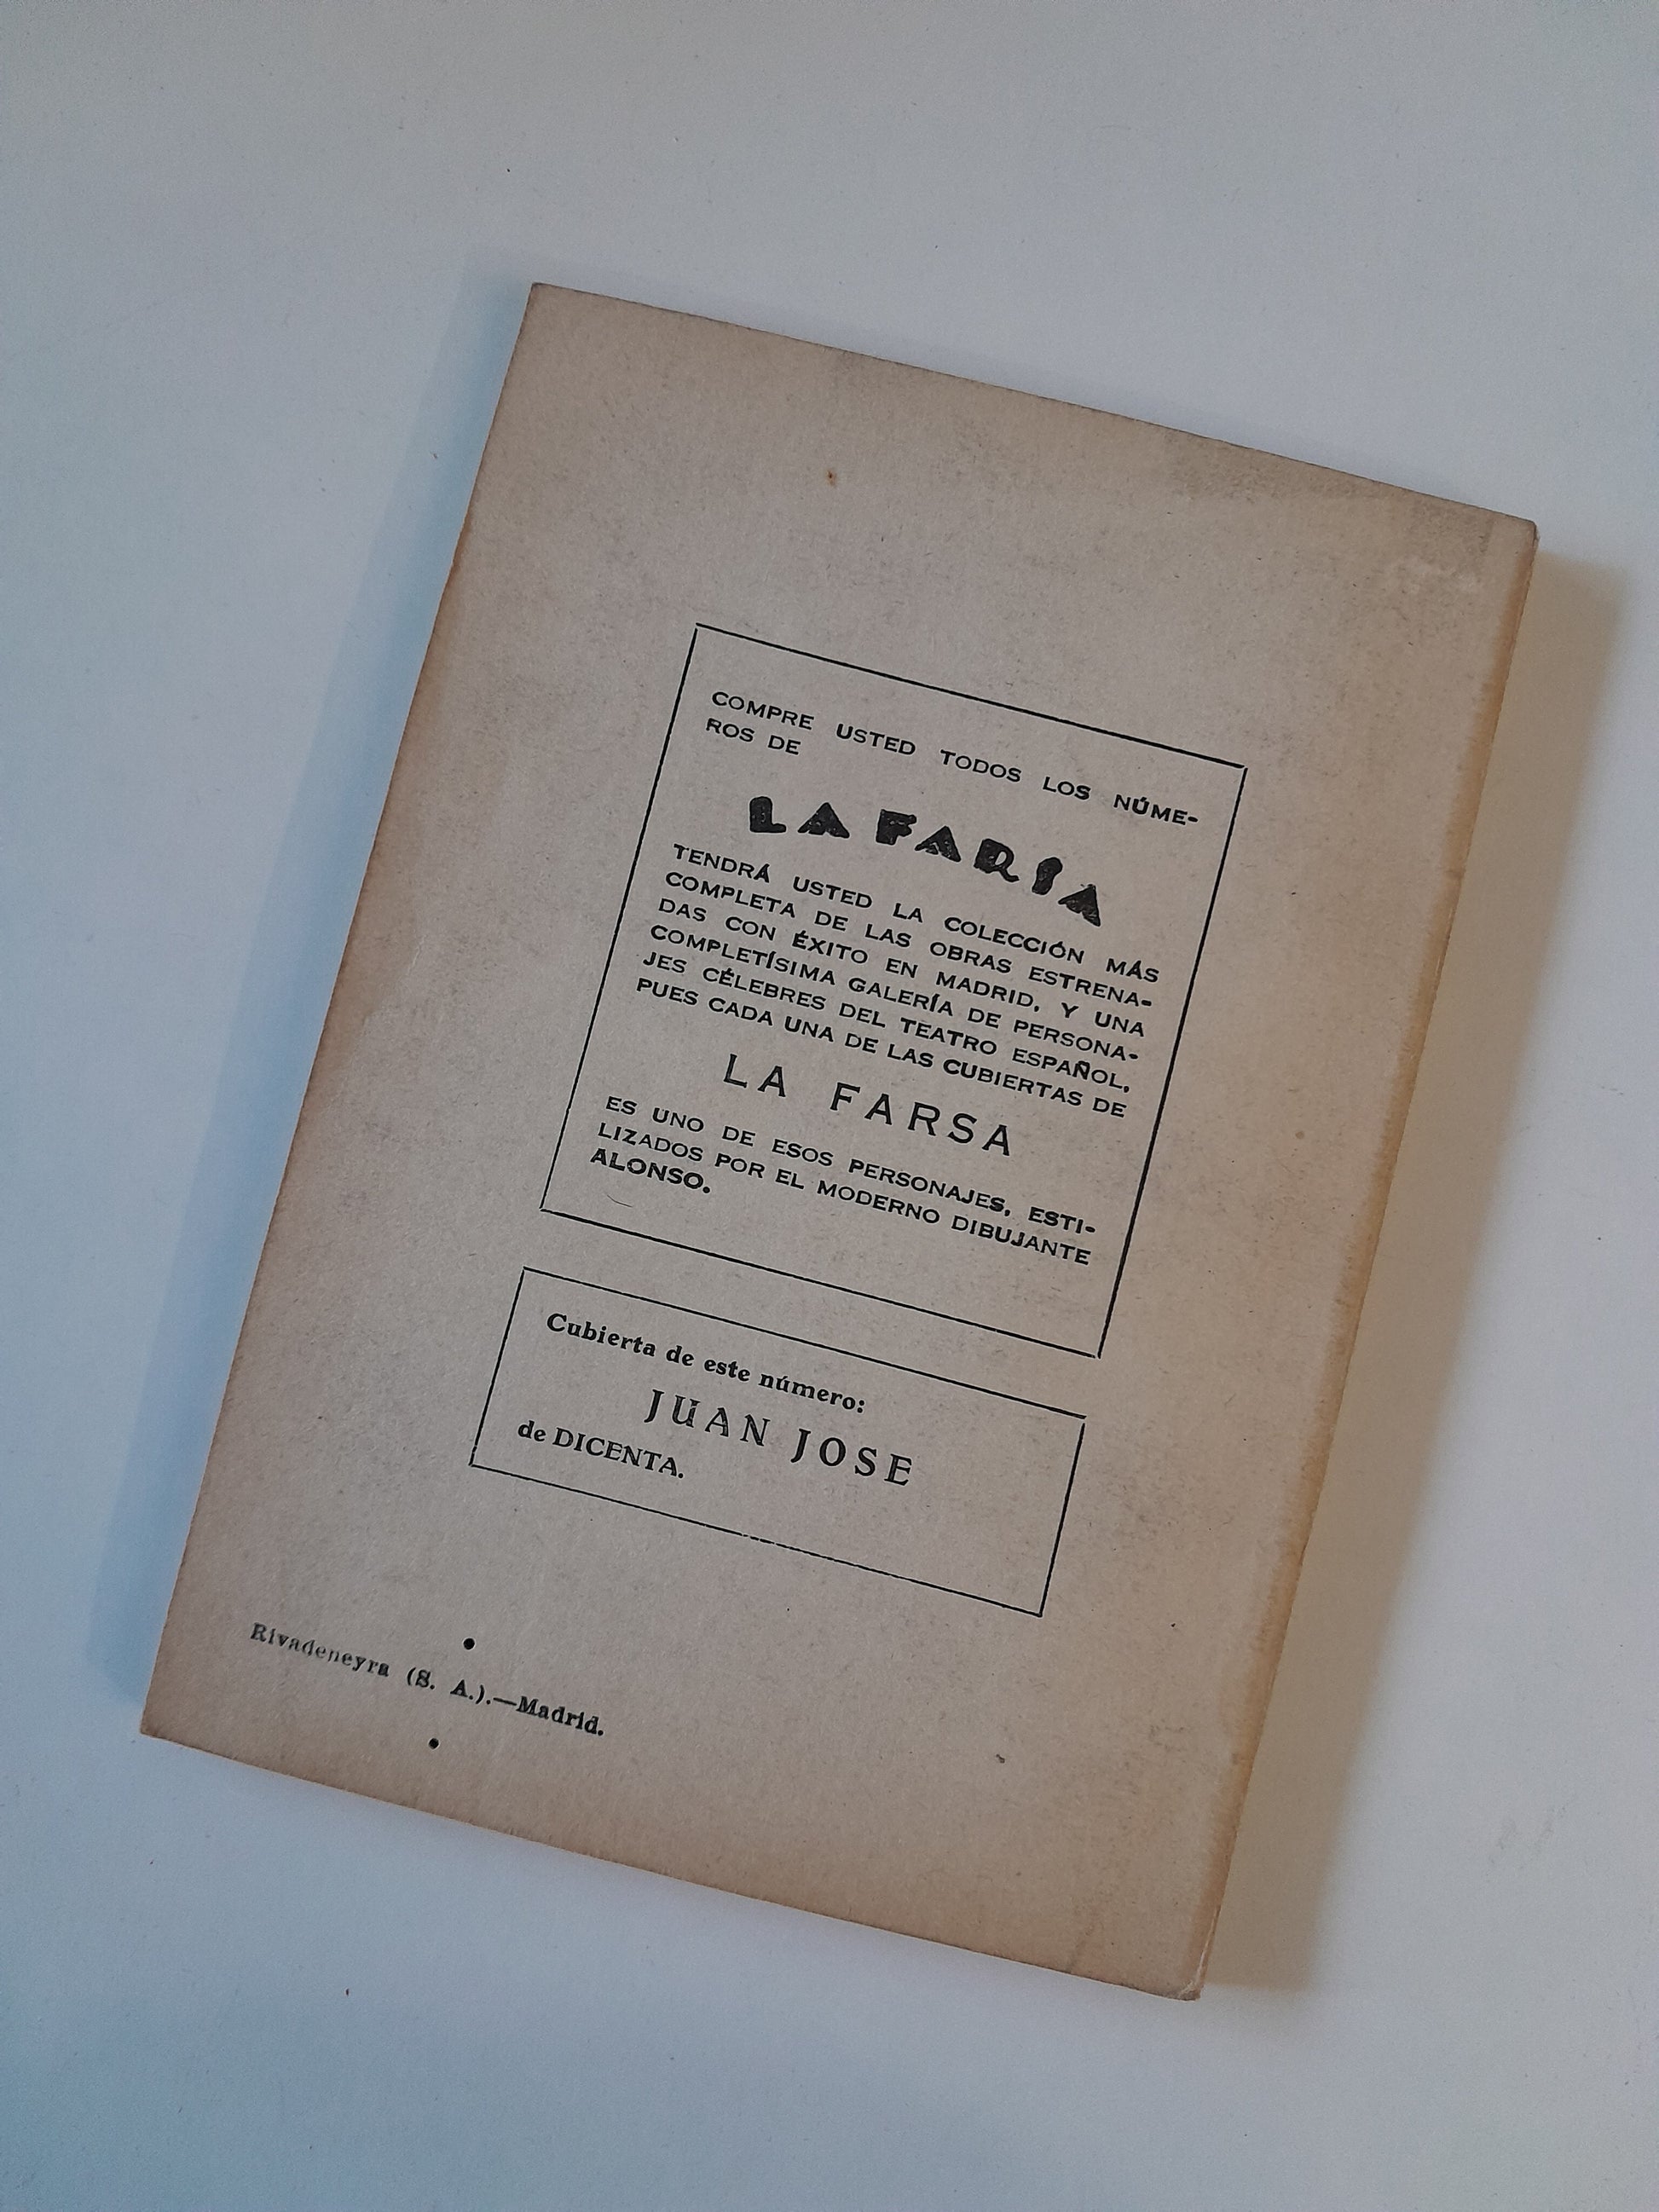 COMPRE USTED TODOS LOS NÚME-
ROS DE
LA FARSA
TENDRÁ USTED LA COLECCIÓN MÁS
COMPLETA DE LAS OBRAS ESTRENA-
DAS CON ÉXITO EN MADRID, Y UNA
COMPLETÍSIMA GALERÍA DE PERSONA-
JES CÉLEBRES DEL TEATRO ESPAÑOL,
PUES CADA UNA DE LAS CUBIERTAS DE
LA FARSA
ES UNO DE ESOS PERSONAJES, ESTI-
LIZADOS POR EL MODERNO DIBUJANTE
ALONSO.
Cubierta de este número:
JUAN JOSE
de DICENTA.
Rivadeneyra (S. A.).—Madrid.